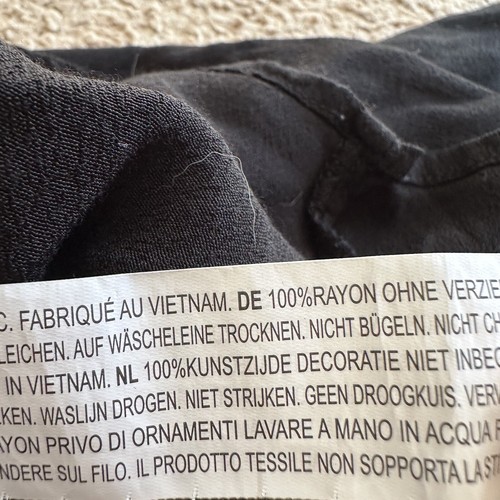 C. FABRIQUÉ AU VIETNAM. DE 100%RAYON OHNE
LEICHEN. AUF WÄSCHELEINE TROCKNEN. NICHT BÜGELN. NICHT
IN VIETNAM. NL 100%KUNSTZIJDE DECORATIE NIET
KEN. WASLIJN DROGEN. NIET STRIJKEN. GEEN DROOGKUIS.
AYON PRIVO DI ORNAMENTI LAVARE A MANO IN ACQUA
NDERE SUL FILO. IL PRODOTTO TESSILE NON SOPPORTA LA